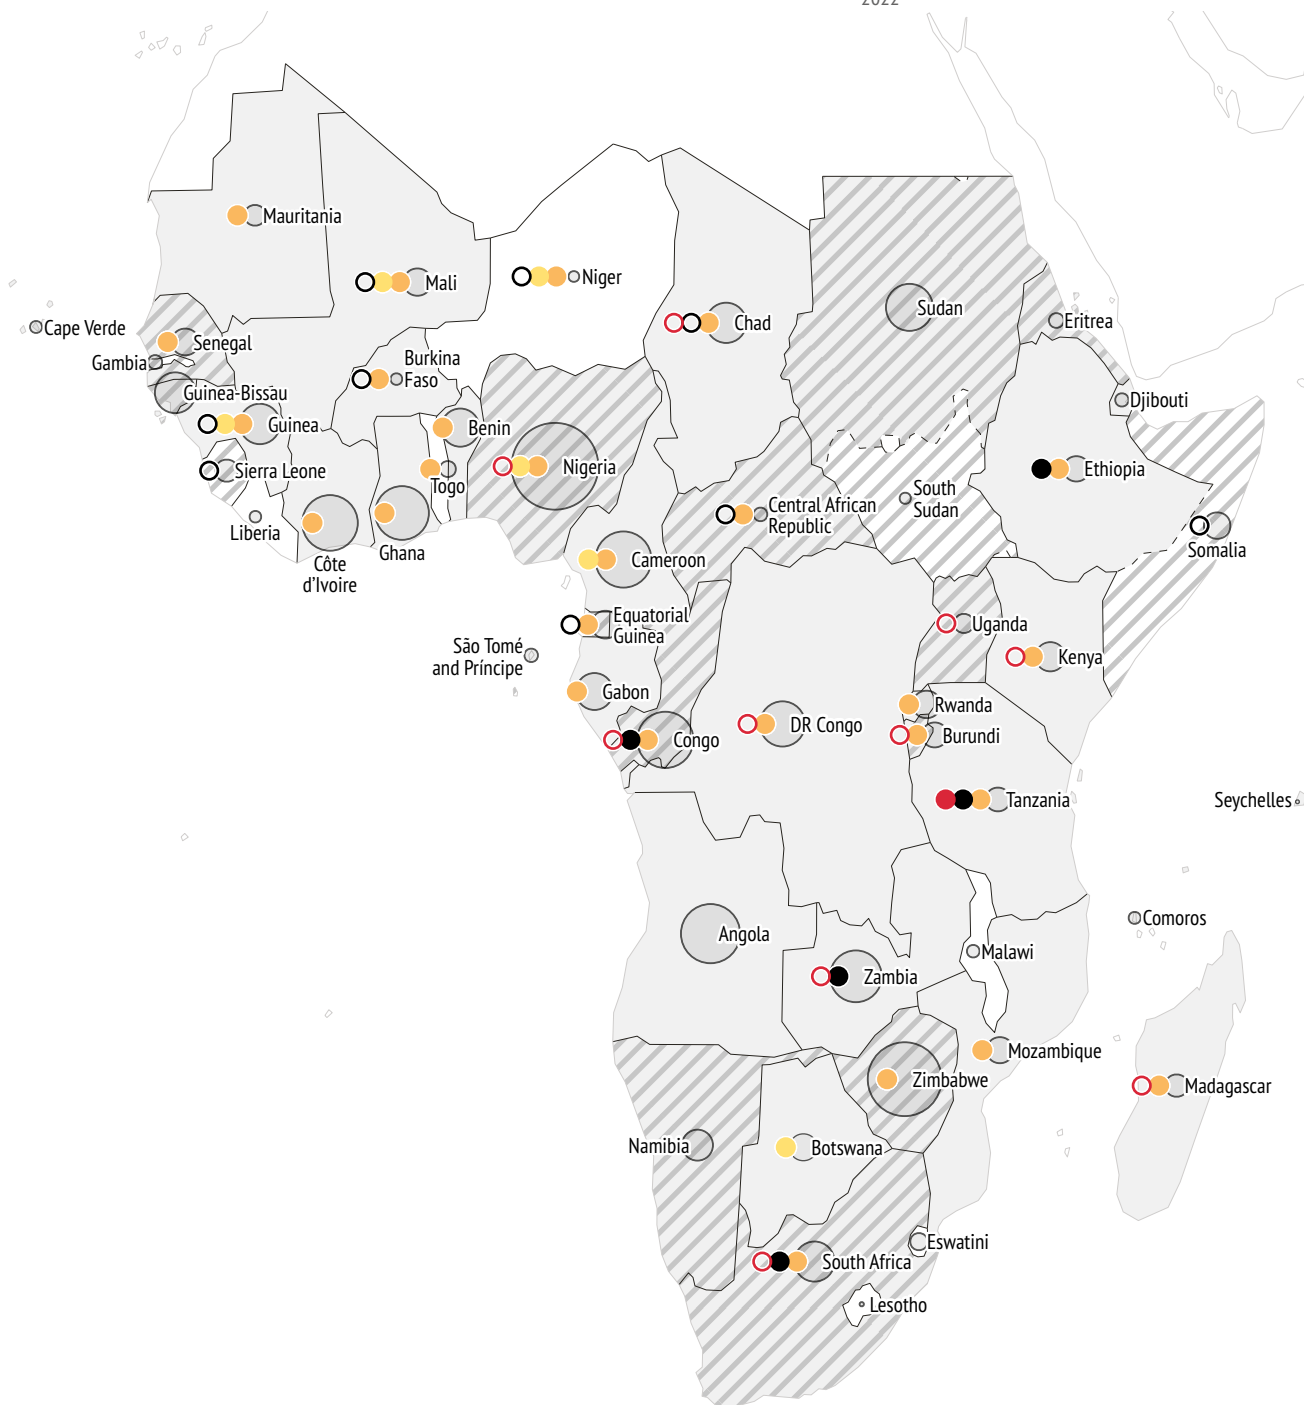 2022
Mauritania
Mali
Niger
Chad
Sudan
Eritrea
Cape Verde
Senegal
Gambia
Burkina
Faso
Guinea-Bissau
Djibouti
Guinea
Benin
Nigeria
Ethiopia
Sierra Leone
Togo
South
Sudan
Central African
Republic
Liberia
Ghana
Somalia
Côte
d’Ivoire
Cameroon
Equatorial
Guinea
Uganda
São Tomé
and Príncipe
Kenya
Gabon
Rwanda
DR Congo
Burundi
Congo
Tanzania
Seychelles
Comoros
Angola
Malawi
Zambia
Mozambique
Zimbabwe
Madagascar
Namibia
Botswana
Eswatini
South Africa
Lesotho